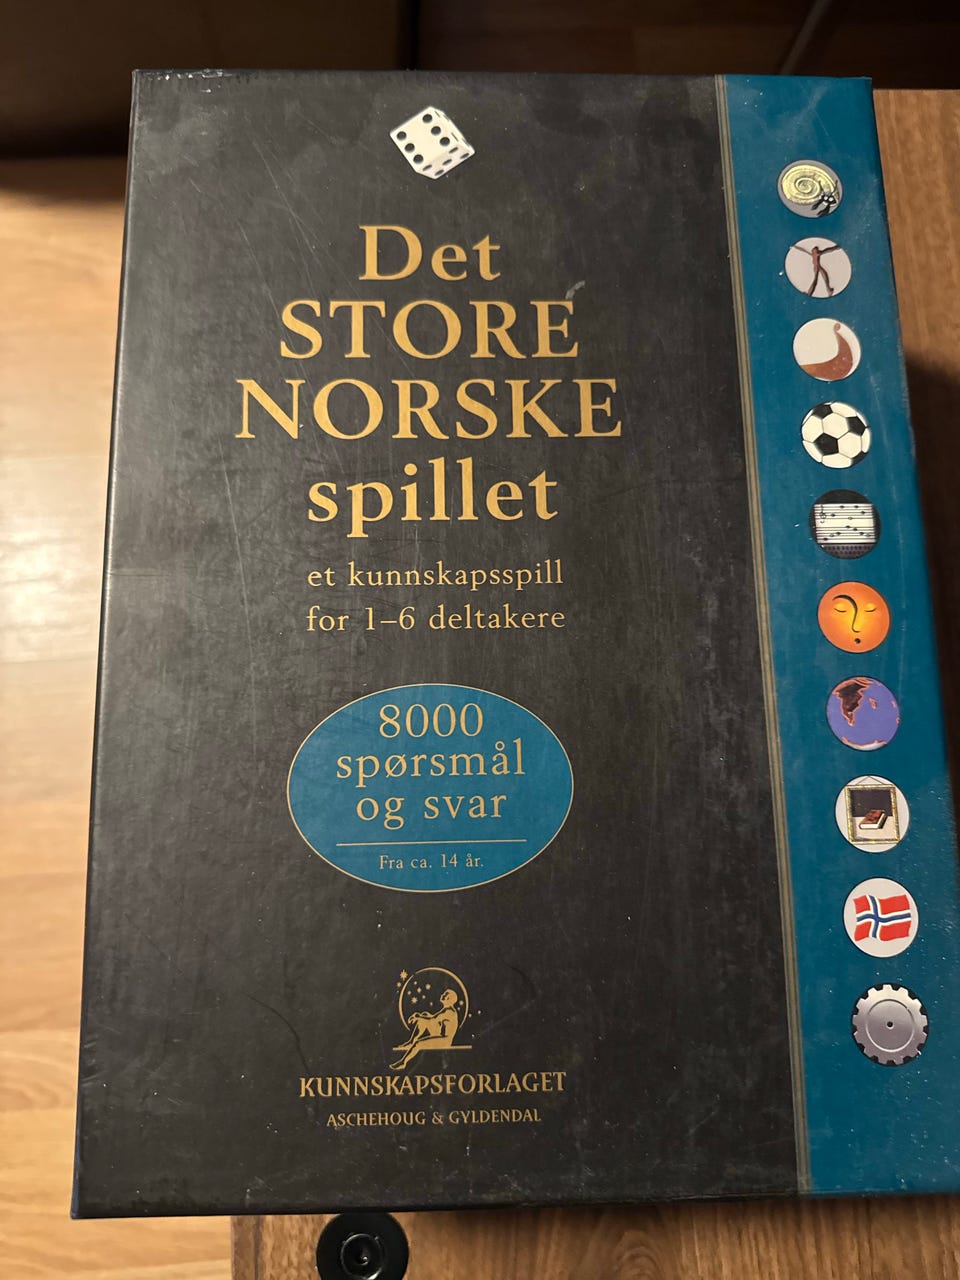 Det
STORE
NORSKE
spillet
et kunnskapsspill
for 1–6 deltakere
8000
spørsmål
og svar
Fra ca. 14 år.
KUNNSKAPSFORLAGET
ASCHEHOUG & GYLDENDAL